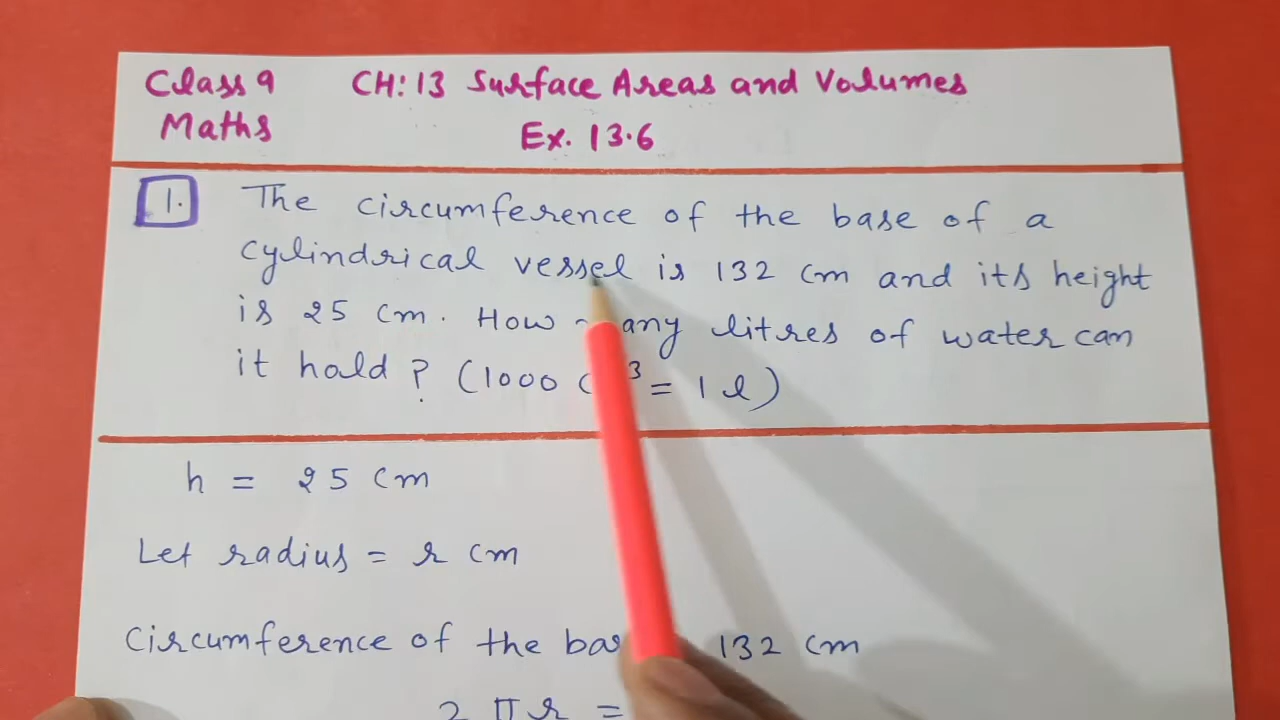 Class 9 CH: 13 Surface Areas and Volumes
Maths Ex. 13.6
1. The circumference of the base of a
cylindrical vessel is 132 cm and its height
is 25 cm. How any litres of water can
it hold? (1000 c 3 = 1 l)
h = 25 cm
Let radius = r cm
Circumference of the bas 132 cm
2 π r =